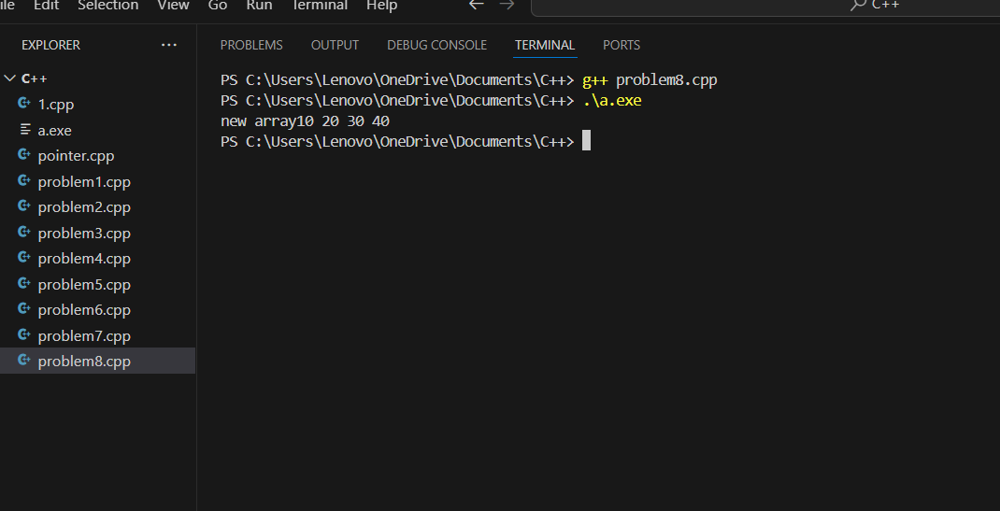 ile Edit Selection View Go Run Terminal Help ← → C++
EXPLORER ···
PROBLEMS OUTPUT DEBUG CONSOLE TERMINAL PORTS
C++
1.cpp
a.exe
pointer.cpp
problem1.cpp
problem2.cpp
problem3.cpp
problem4.cpp
problem5.cpp
problem6.cpp
problem7.cpp
problem8.cpp
PS C:\Users\Lenovo\OneDrive\Documents\C++> g++ problem8.cpp
PS C:\Users\Lenovo\OneDrive\Documents\C++> .\a.exe
new array10 20 30 40
PS C:\Users\Lenovo\OneDrive\Documents\C++>